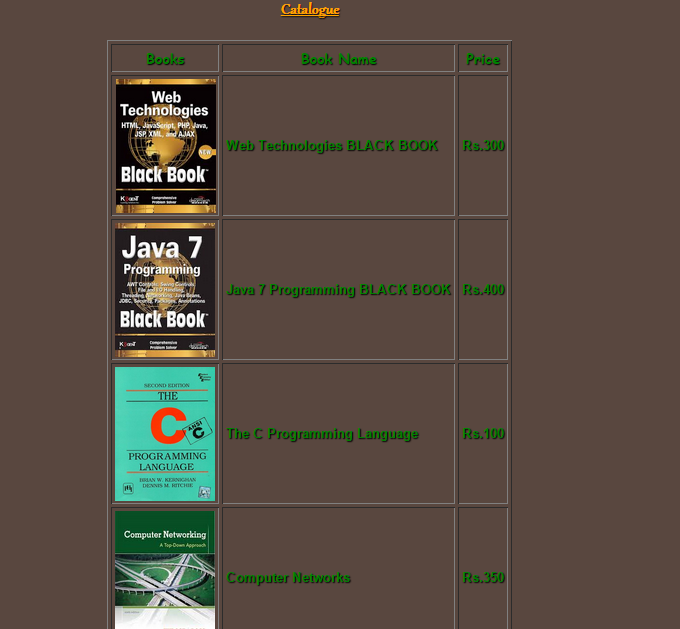 Catalogue
Books Book Name Price
Web
Technologies
HTML, JavaScript, PHP, Java,
JSP, XML, and AJAX
NEW
Black Book
Comprehensive
Problem Solver
Web Technologies BLACK BOOK
Rs.300
Java 7
Programming
AWT Controls, Swing Controls
File and I/O Handling,
Threading, Networking, Java Beans,
JDBC, Security, Packages, Annotations
Black Book
Comprehensive
Problem Solver
Java 7 Programming BLACK BOOK
Rs.400
SECOND EDITION
THE
C
ANSI
C
PROGRAMMING
LANGUAGE
BRIAN W. KERNIGHAN
DENNIS M. RITCHIE
The C Programming Language
Rs.100
Computer Networking
A Top-Down Approach
Computer Networks
Rs.350